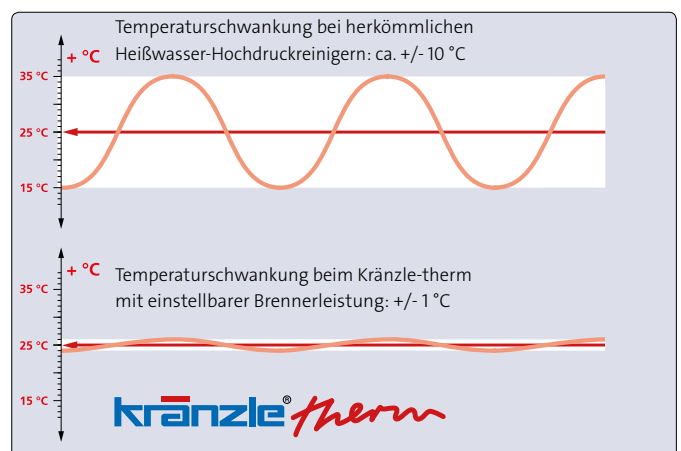 Temperaturschwankung bei herkömmlichen
+ °C Heißwasser-Hochdruckreinigern: ca. +/- 10 °C
35 °C
25 °C
15 °C
+ °C Temperaturschwankung beim Kränzle-therm
35 °C mit einstellbarer Brennerleistung: +/- 1 °C
25 °C
15 °C
kränzle® therm